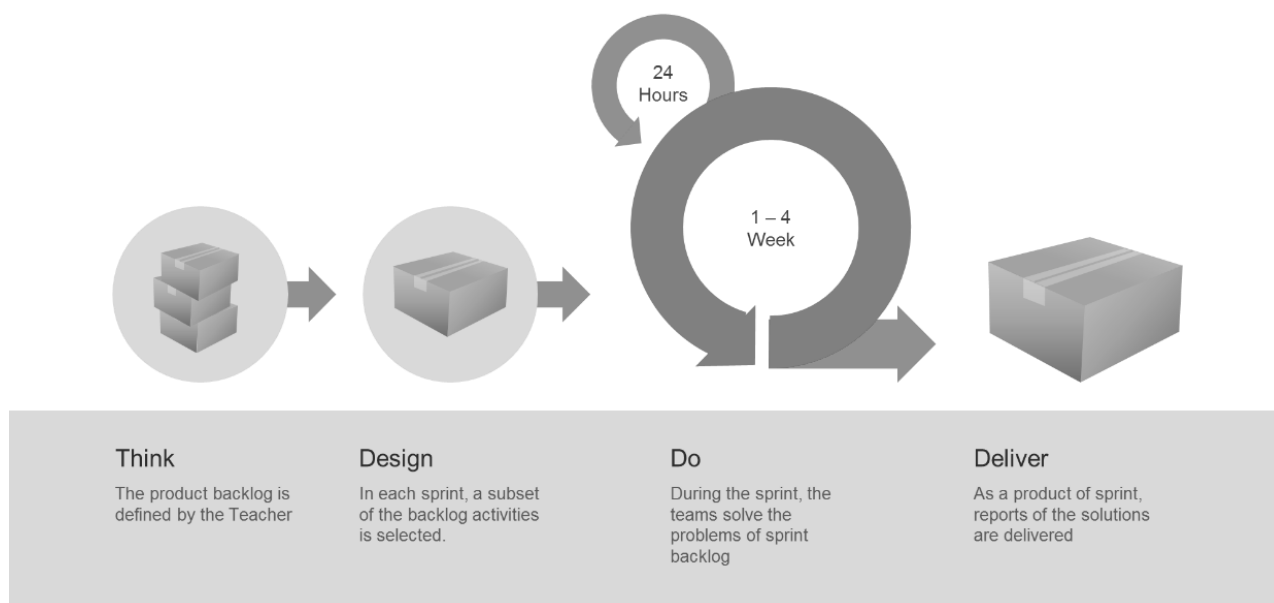 24
Hours
1 – 4
Week
Think
The product backlog is
defined by the Teacher
Design
In each sprint, a subset
of the backlog activities
is selected.
Do
During the sprint, the
teams solve the
problems of sprint
backlog
Deliver
As a product of sprint,
reports of the solutions
are delivered